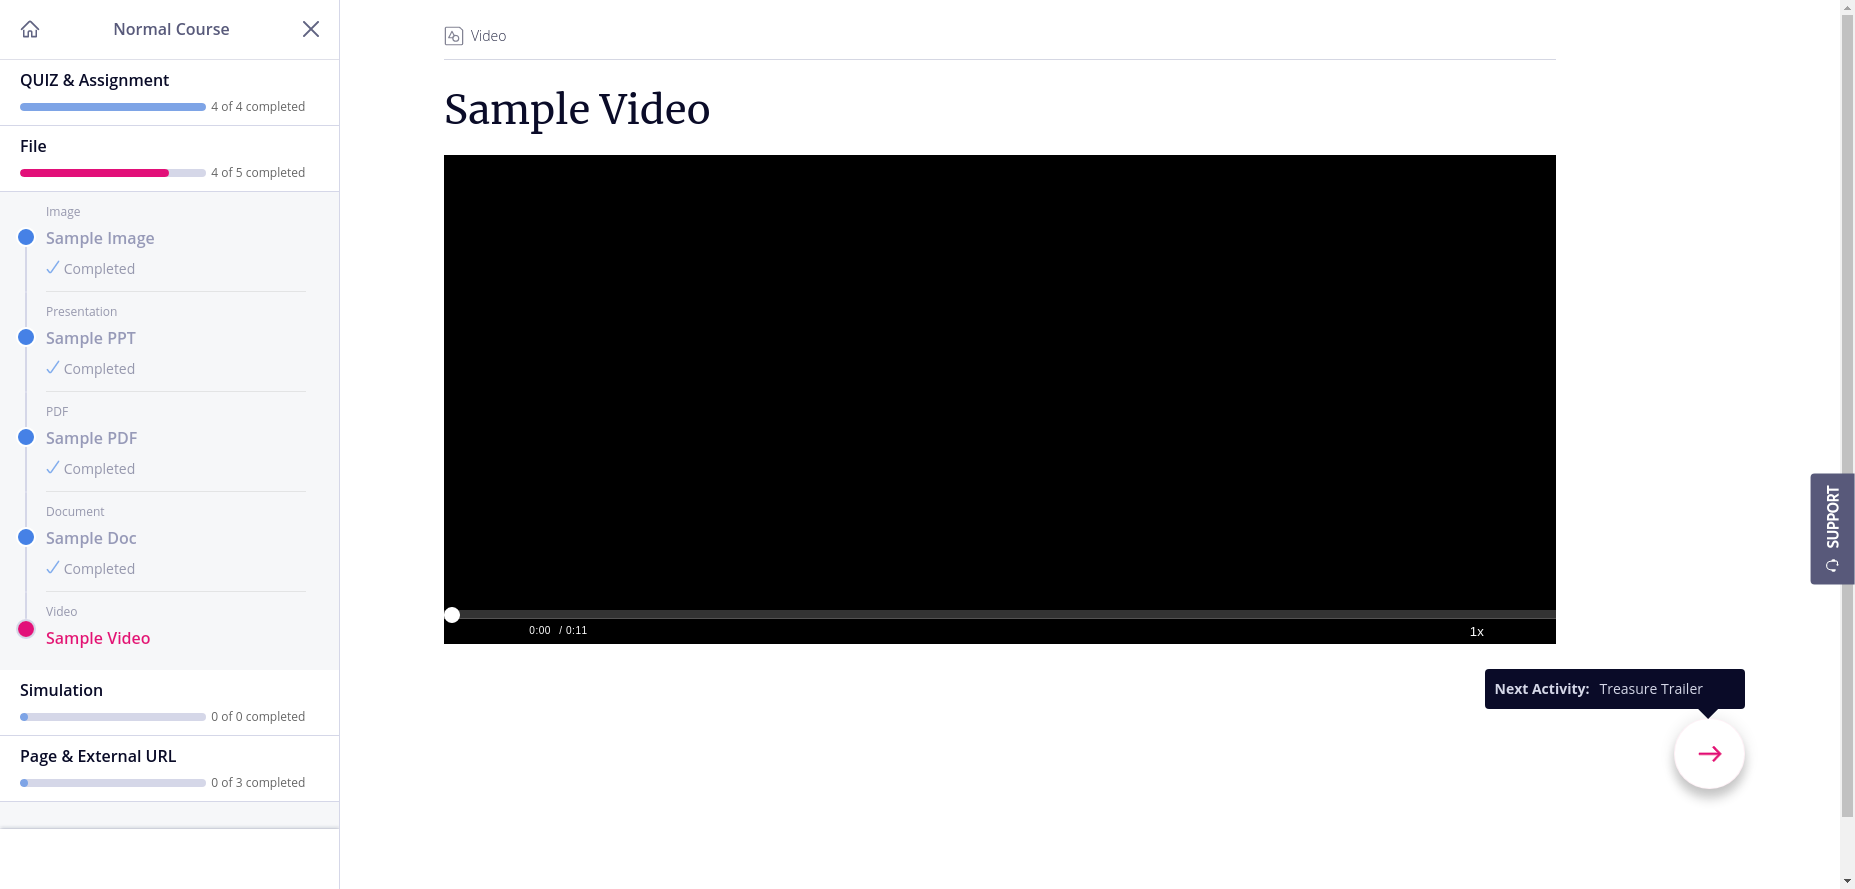 Normal Course
QUIZ & Assignment
4 of 4 completed
File
4 of 5 completed
Image
Sample Image
Completed
Presentation
Sample PPT
Completed
PDF
Sample PDF
Completed
Document
Sample Doc
Completed
Video
Sample Video
Simulation
0 of 0 completed
Page & External URL
0 of 3 completed
Video
Sample Video
0:00 / 0:11
1x
Next Activity: Treasure Trailer
SUPPORT